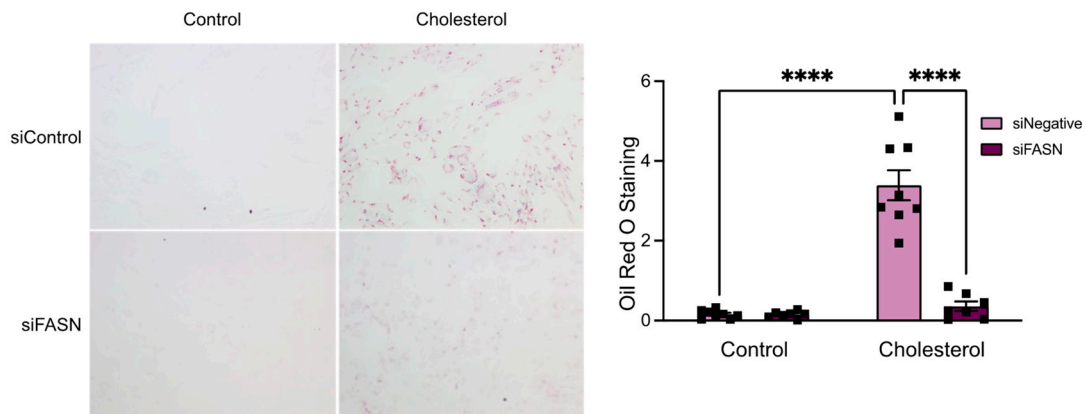 Control
Cholesterol
siControl
siFASN
Oil Red O Staining
6
4
2
0
****
****
siNegative
siFASN
Control
Cholesterol